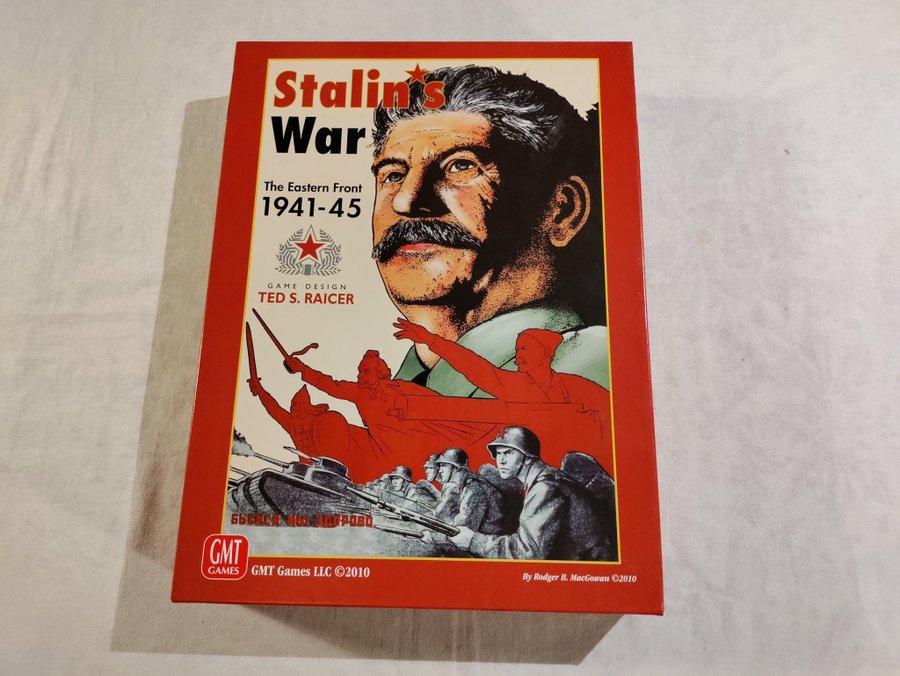 Stalin's
War
The Eastern Front
1941-45
GAME DESIGN
TED S. RAICER
БЬЕМСЯ МЫ ЗДОРОВО
GMT
GAMES
GMT Games LLC ©2010
By Rodger B. MacGowan ©2010